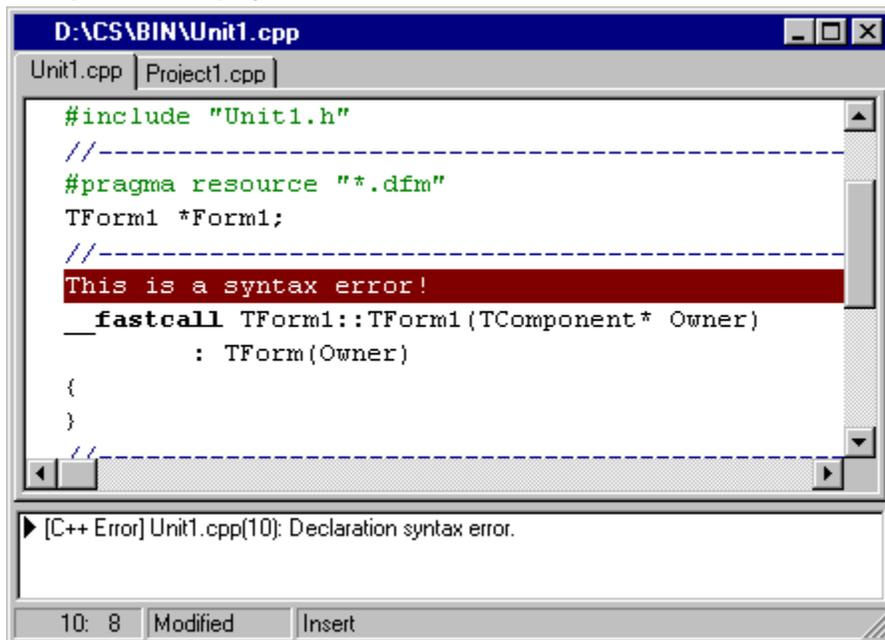 D:\CS\BIN\Unit1.cpp
Unit1.cpp Project1.cpp
#include "Unit1.h"
//-----------------------------------------------
#pragma resource "*.dfm"
TForm1 *Form1;
//-----------------------------------------------
This is a syntax error!
__fastcall TForm1::TForm1(TComponent* Owner)
: TForm(Owner)
{
}
//-----------------------------------------------
[C++ Error] Unit1.cpp(10): Declaration syntax error.
10: 8 Modified Insert